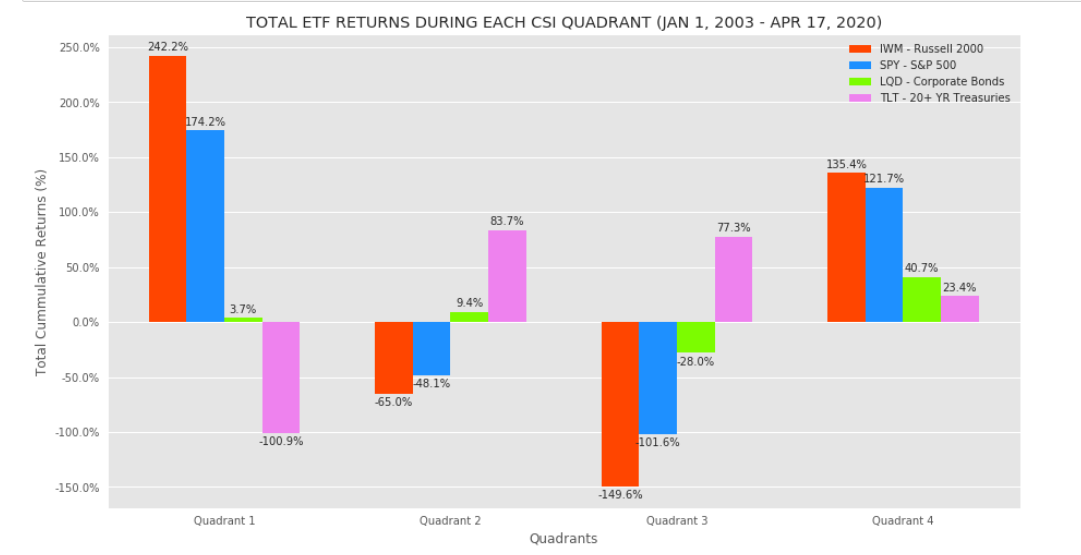 TOTAL ETF RETURNS DURING EACH CSI QUADRANT (JAN 1, 2003 - APR 17, 2020)
IWM - Russell 2000
SPY - S&P 500
LQD - Corporate Bonds
TLT - 20+ YR Treasuries
Total Cummulative Returns (%)
250.0%
200.0%
150.0%
100.0%
50.0%
0.0%
-50.0%
-100.0%
-150.0%
242.2%
174.2%
3.7%
-100.9%
-65.0%
-48.1%
9.4%
83.7%
-149.6%
-101.6%
-28.0%
77.3%
135.4%
121.7%
40.7%
23.4%
Quadrant 1
Quadrant 2
Quadrant 3
Quadrant 4
Quadrants